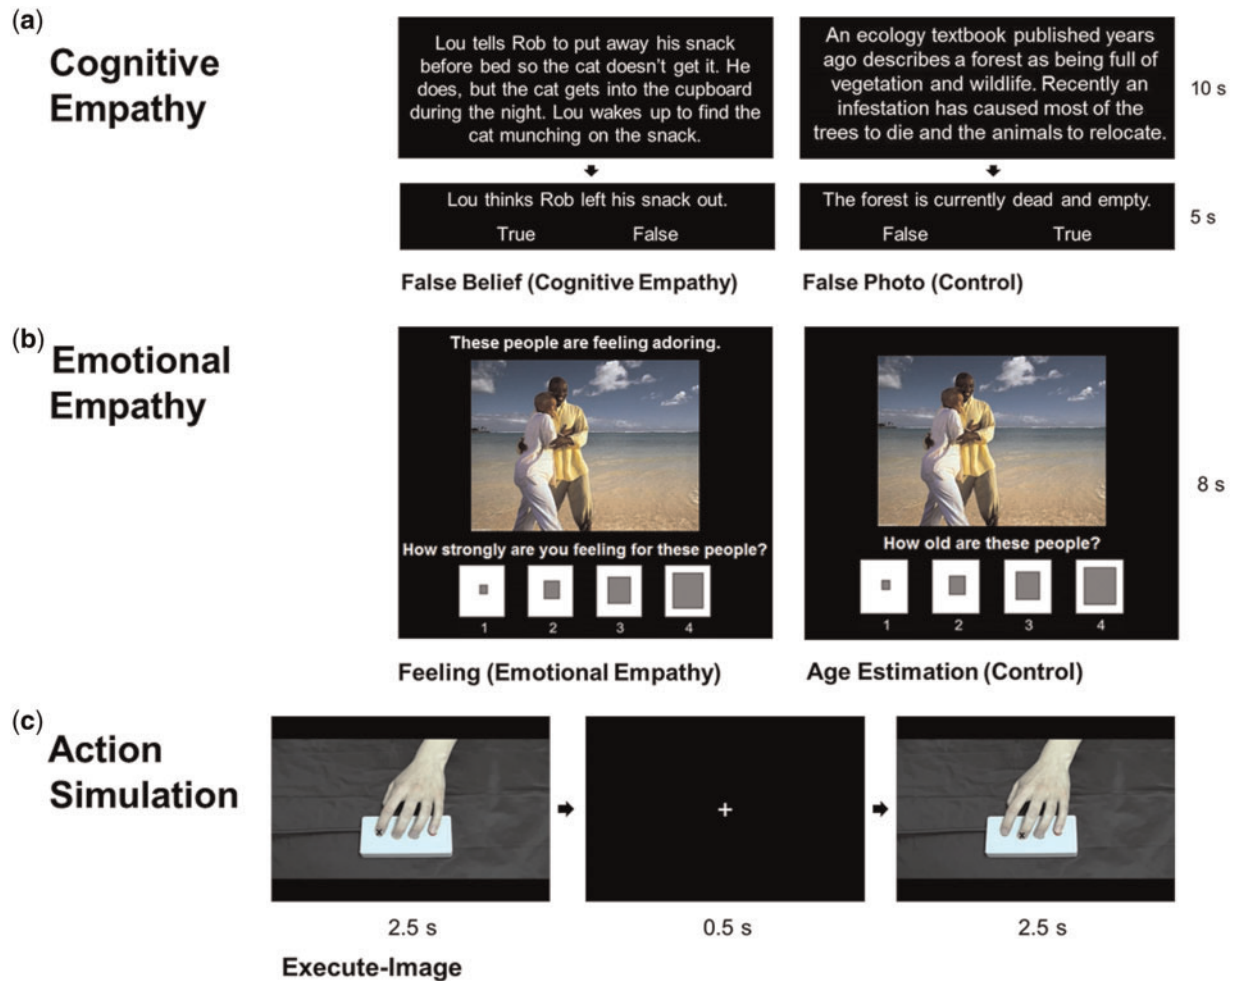 (a)
Cognitive
Empathy
Lou tells Rob to put away his snack
before bed so the cat doesn't get it. He
does, but the cat gets into the cupboard
during the night. Lou wakes up to find the
cat munching on the snack.
An ecology textbook published years
ago describes a forest as being full of
vegetation and wildlife. Recently an
infestation has caused most of the
trees to die and the animals to relocate.
10 s
Lou thinks Rob left his snack out.
True False
The forest is currently dead and empty.
False True
5 s
False Belief (Cognitive Empathy)
False Photo (Control)
(b)
Emotional
Empathy
These people are feeling adoring.
How strongly are you feeling for these people?
1 2 3 4
How old are these people?
1 2 3 4
8 s
Feeling (Emotional Empathy)
Age Estimation (Control)
(c)
Action
Simulation
x
+
x
2.5 s
0.5 s
2.5 s
Execute-Image